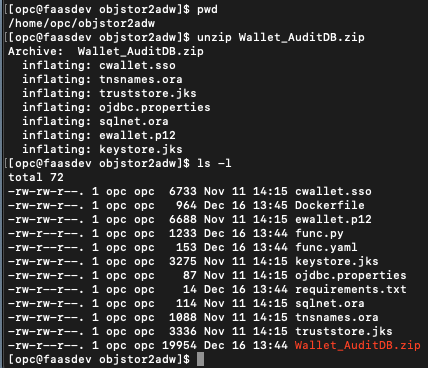 [[opc@faasdev objstor2adw]$ pwd
/home/opc/objstor2adw
[[opc@faasdev objstor2adw]$ unzip Wallet_AuditDB.zip
Archive:  Wallet_AuditDB.zip
  inflating: cwallet.sso
  inflating: tnsnames.ora
  inflating: truststore.jks
  inflating: ojdbc.properties
  inflating: sqlnet.ora
  inflating: ewallet.p12
  inflating: keystore.jks
[[opc@faasdev objstor2adw]$ ls -l
total 72
-rw-rw-r--. 1 opc opc  6733 Nov 11 14:15 cwallet.sso
-rw-rw-r--. 1 opc opc   964 Dec 16 13:45 Dockerfile
-rw-rw-r--. 1 opc opc  6688 Nov 11 14:15 ewallet.p12
-rw-rw-r--. 1 opc opc  1233 Dec 16 13:44 func.py
-rw-rw-r--. 1 opc opc   153 Dec 16 13:44 func.yaml
-rw-rw-r--. 1 opc opc  3275 Nov 11 14:15 keystore.jks
-rw-rw-r--. 1 opc opc    87 Nov 11 14:15 ojdbc.properties
-rw-rw-r--. 1 opc opc    14 Dec 16 13:44 requirements.txt
-rw-rw-r--. 1 opc opc   114 Nov 11 14:15 sqlnet.ora
-rw-rw-r--. 1 opc opc  1088 Nov 11 14:15 tnsnames.ora
-rw-rw-r--. 1 opc opc  3336 Nov 11 14:15 truststore.jks
-rw-rw-r--. 1 opc opc 19954 Dec 16 13:44 Wallet_AuditDB.zip
[opc@faasdev objstor2adw]$